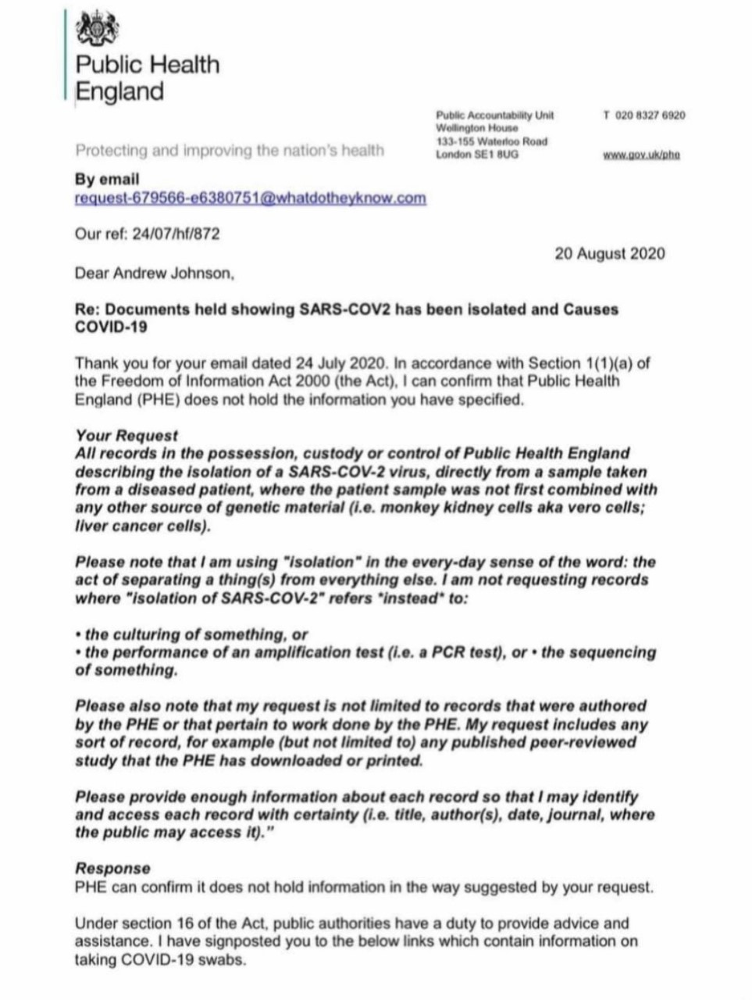 Public Health
England
Public Accountability Unit
Wellington House
133-155 Waterloo Road
London SE1 8UG
T 020 8327 6920
www.gov.uk/phe
Protecting and improving the nation's health
By email
request-679566-e6380751@whatdotheyknow.com
Our ref: 24/07/hf/872
20 August 2020
Dear Andrew Johnson,
Re: Documents held showing SARS-COV2 has been isolated and Causes
COVID-19
Thank you for your email dated 24 July 2020. In accordance with Section 1(1)(a) of
the Freedom of Information Act 2000 (the Act), I can confirm that Public Health
England (PHE) does not hold the information you have specified.
Your Request
All records in the possession, custody or control of Public Health England
describing the isolation of a SARS-COV-2 virus, directly from a sample taken
from a diseased patient, where the patient sample was not first combined with
any other source of genetic material (i.e. monkey kidney cells aka vero cells;
liver cancer cells).
Please note that I am using "isolation" in the every-day sense of the word: the
act of separating a thing(s) from everything else. I am not requesting records
where "isolation of SARS-COV-2" refers *instead* to:
• the culturing of something, or
• the performance of an amplification test (i.e. a PCR test), or • the sequencing
of something.
Please also note that my request is not limited to records that were authored
by the PHE or that pertain to work done by the PHE. My request includes any
sort of record, for example (but not limited to) any published peer-reviewed
study that the PHE has downloaded or printed.
Please provide enough information about each record so that I may identify
and access each record with certainty (i.e. title, author(s), date, journal, where
the public may access it)."
Response
PHE can confirm it does not hold information in the way suggested by your request.
Under section 16 of the Act, public authorities have a duty to provide advice and
assistance. I have signposted you to the below links which contain information on
taking COVID-19 swabs.